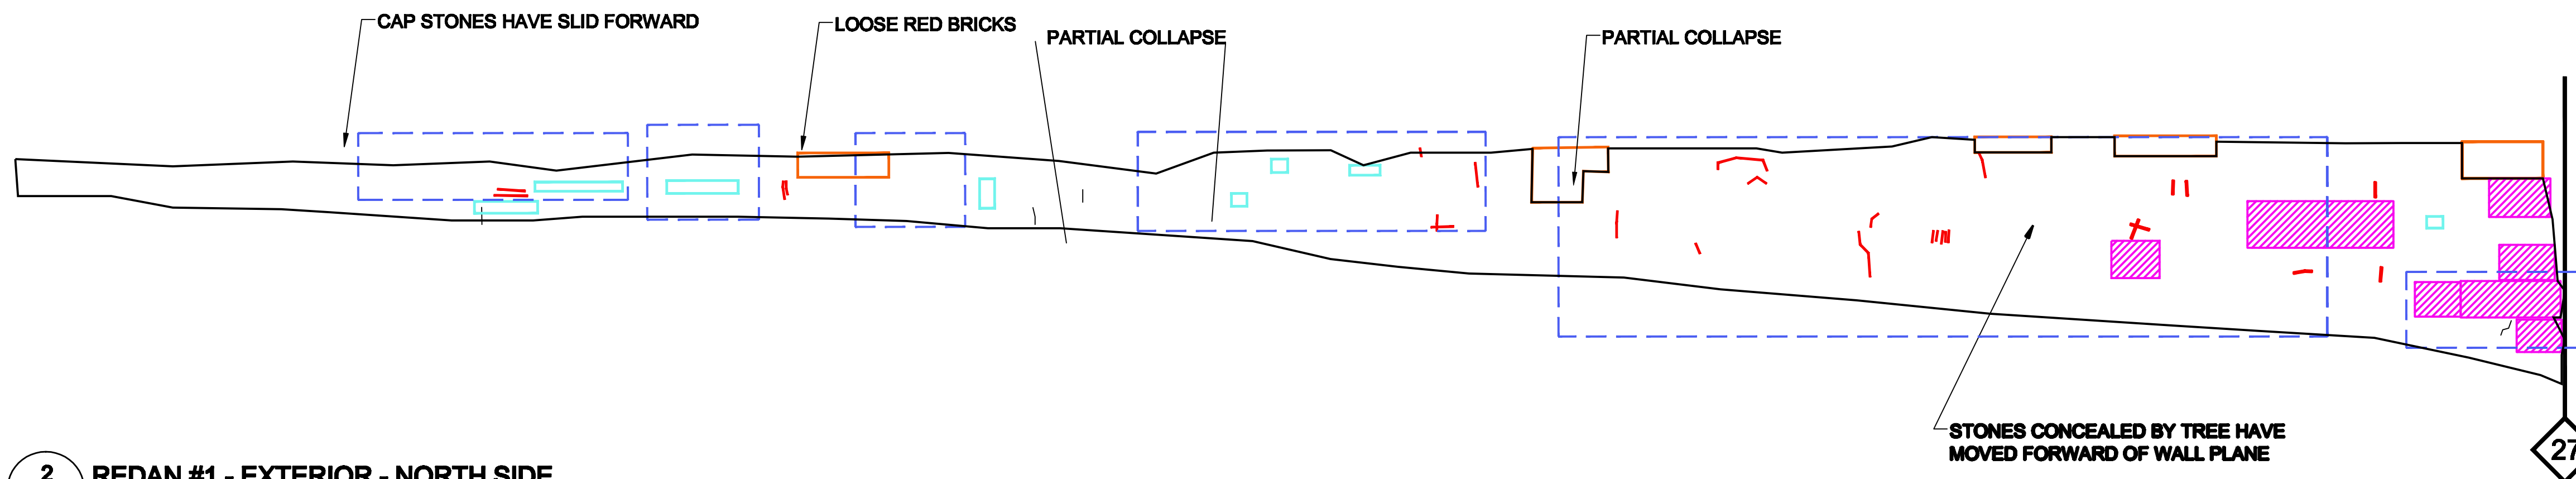 CAP STONES HAVE SLID FORWARD
LOOSE RED BRICKS
PARTIAL COLLAPSE
PARTIAL COLLAPSE
STONES CONCEALED BY TREE HAVE
MOVED FORWARD OF WALL PLANE
27
2
REDAN #1 - EXTERIOR - NORTH SIDE